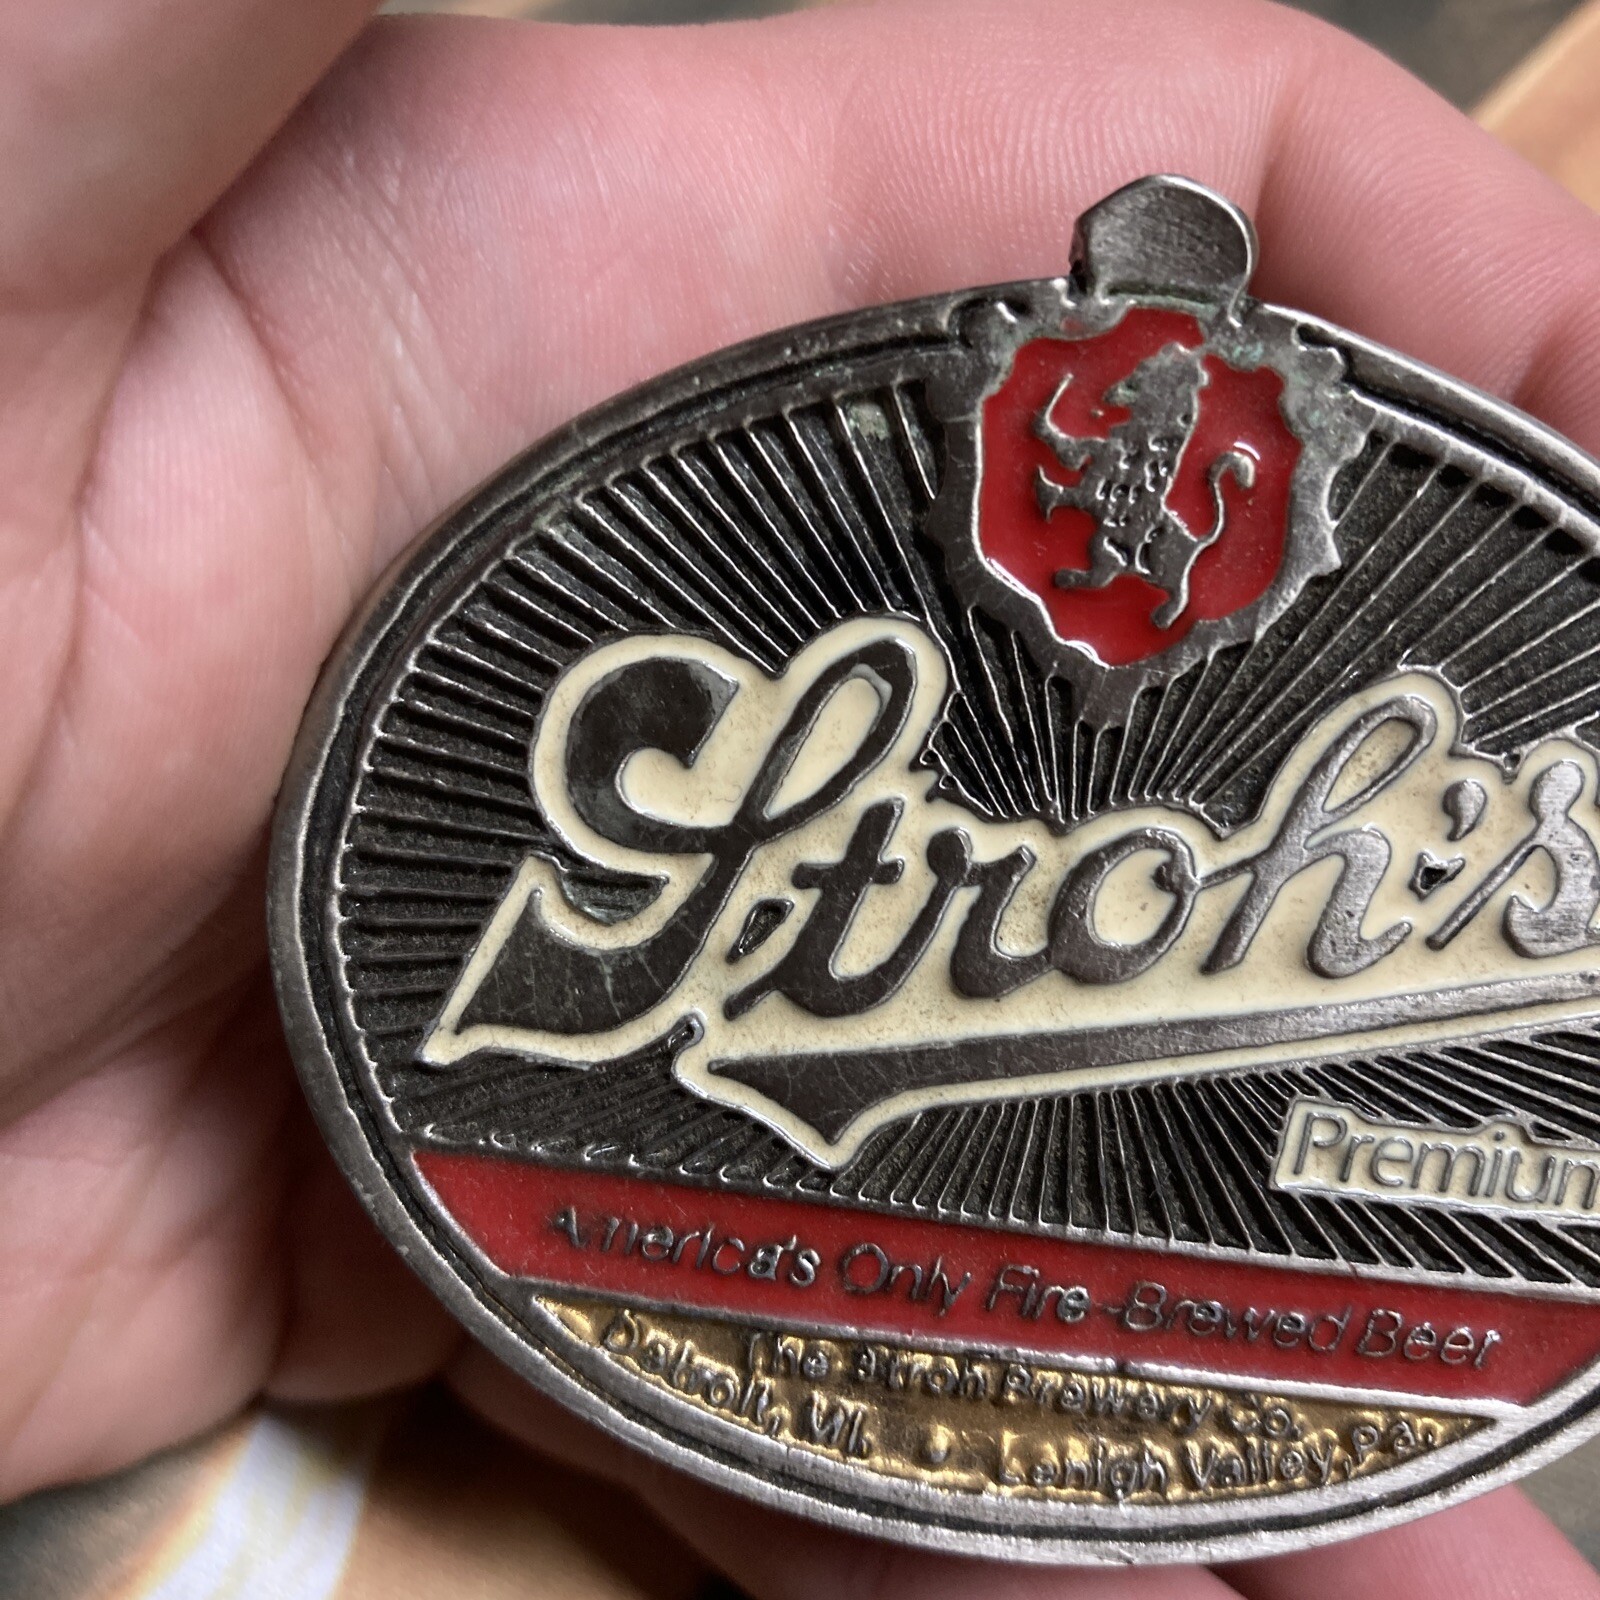 Stroh's
Premium
America's Only Fire-Brewed Beer
The Stroh Brewery Co.
Detroit, MI. • Lehigh Valley, Pa.